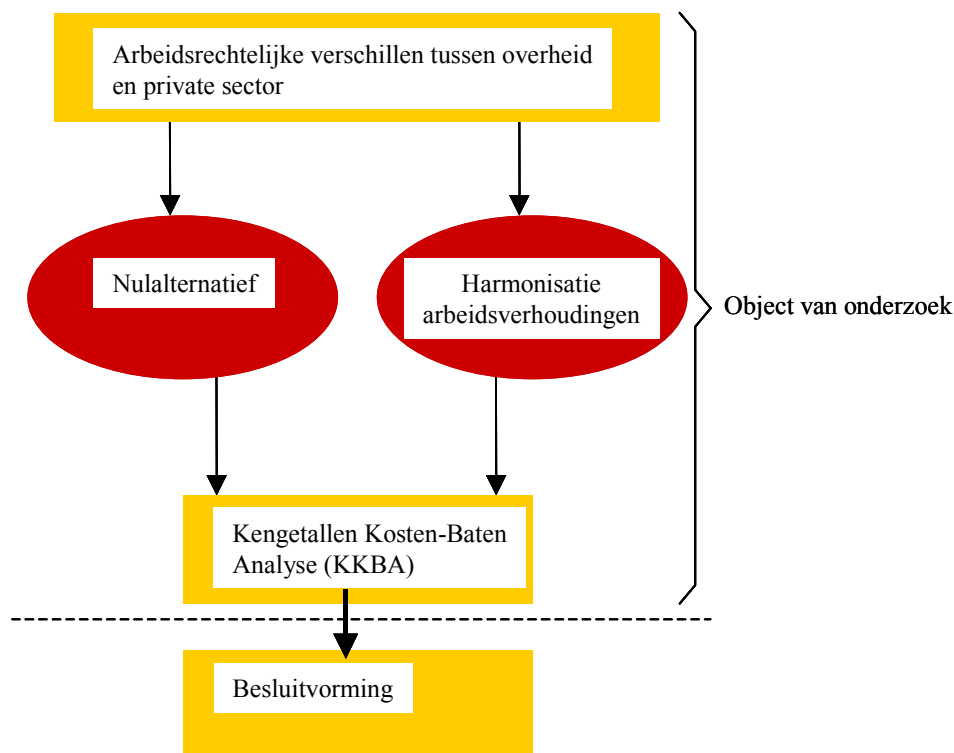 Arbeidsrechtelijke verschillen tussen overheid
en private sector
Nulalternatief
Harmonisatie
arbeidsverhoudingen
Object van onderzoek
Kengetallen Kosten-Baten
Analyse (KKBA)
Besluitvorming